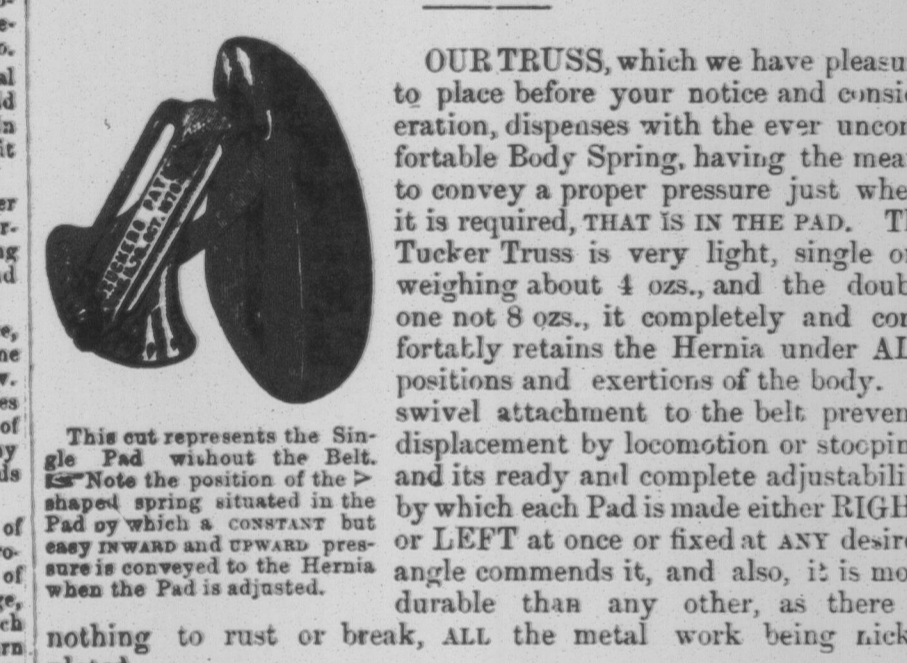 OUR TRUSS, which we have pleasu
to place before your notice and consid
eration, dispenses with the ever uncom
fortable Body Spring, having the mea
to convey a proper pressure just whe
it is required, THAT IS IN THE PAD. Th
Tucker Truss is very light, single o
weighing about 4 ozs., and the doub
one not 8 ozs., it completely and com
fortably retains the Hernia under AL
positions and exertions of the body.
swivel attachment to the belt preven
displacement by locomotion or stoopin
and its ready and complete adjustabili
by which each Pad is made either RIGH
or LEFT at once or fixed at ANY desire
angle commends it, and also, it is mo
durable than any other, as there
nothing to rust or break, ALL the metal work being nick
TUCKERS PAT
OCT.
This cut represents the Sin-
gle Pad without the Belt.
☞Note the position of the >
shaped spring situated in the
Pad by which a CONSTANT but
easy INWARD and UPWARD pres-
sure is conveyed to the Hernia
when the Pad is adjusted.